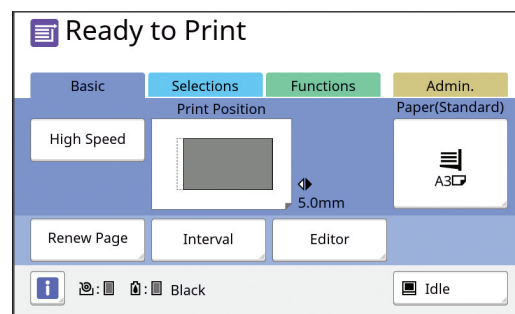 Ready to Print
Basic
Selections
Functions
Admin.
Print Position
Paper(Standard)
High Speed
A3
5.0mm
Renew Page
Interval
Editor
i
: : Black
Idle